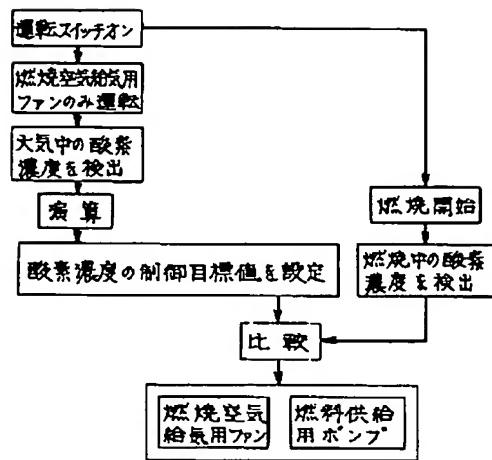 運転スイッチオン
燃焼空気給気用
ファンのみ運転
大気中の酸素
濃度を検出
演算
酸素濃度の制御目標値を設定
燃焼開始
燃焼中の酸素
濃度を検出
比較
燃焼空気
給気用ファン
燃料供給
用ポンプ